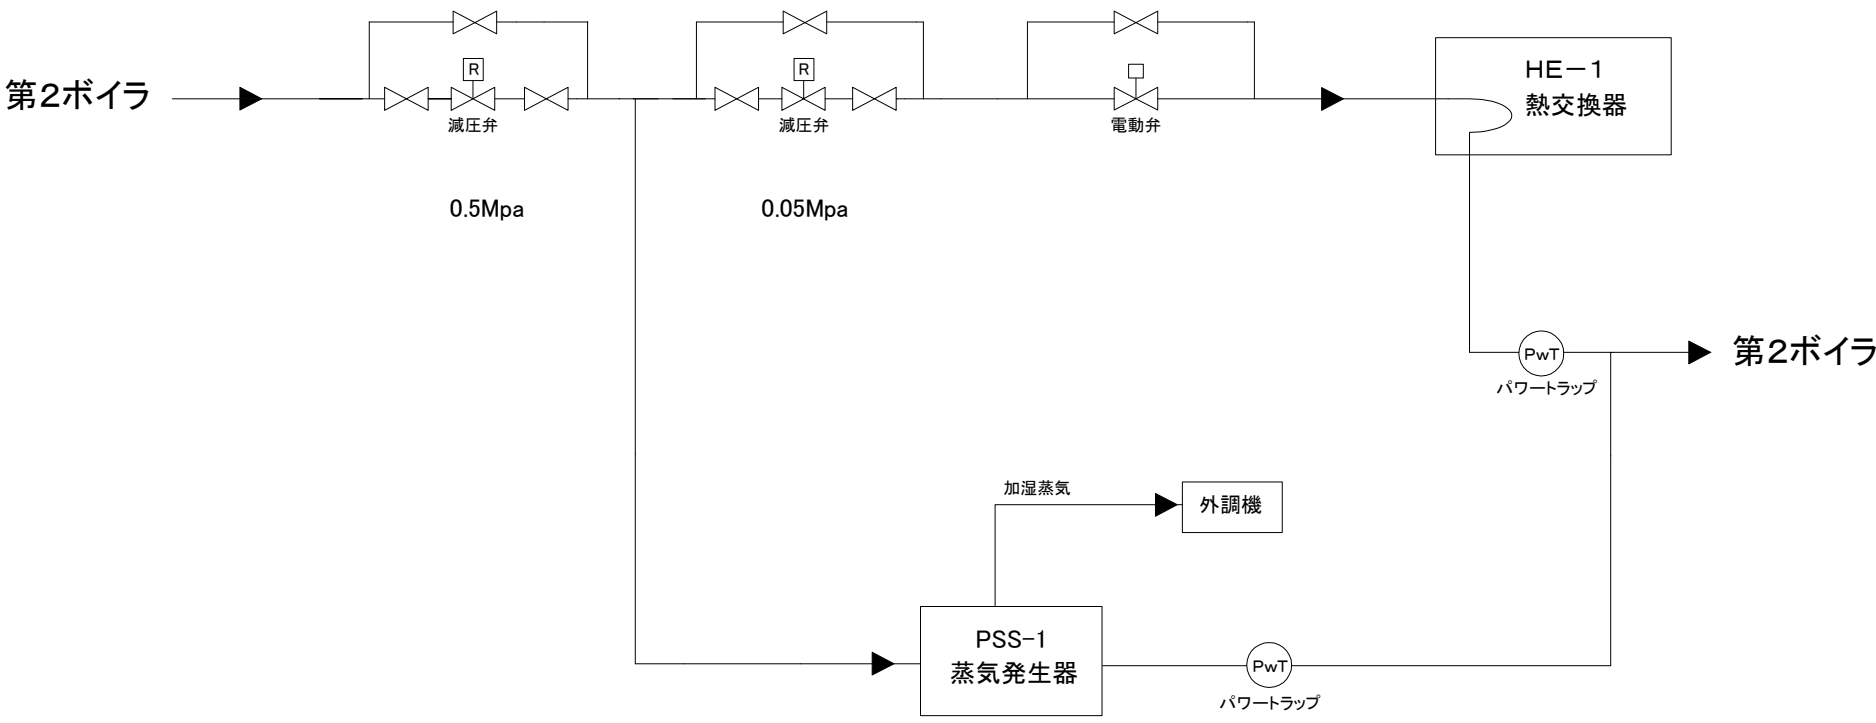 第2ボイラ
R
減圧弁
0.5Mpa
R
減圧弁
0.05Mpa
電動弁
HE－1
熱交換器
PwT
パワートラップ
第2ボイラ
加湿蒸気
外調機
PSS-1
蒸気発生器
PwT
パワートラップ